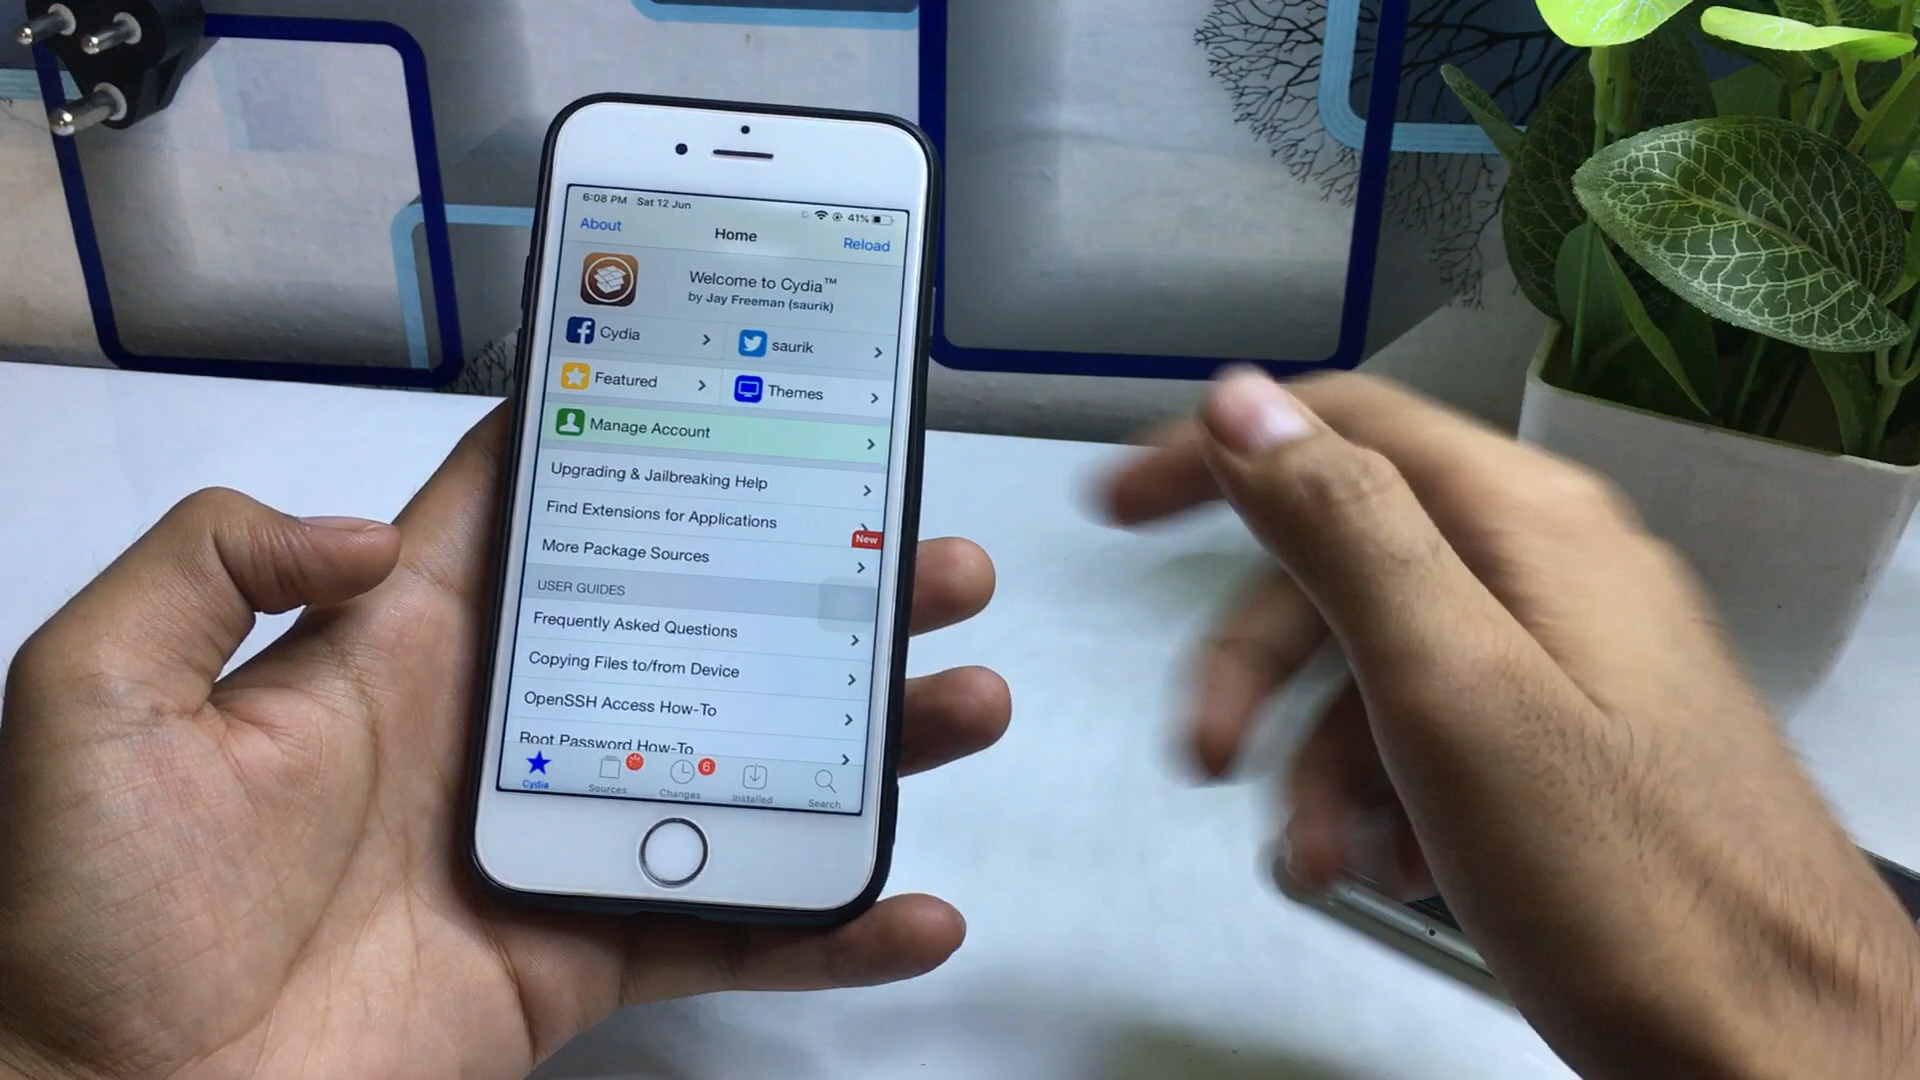 6:08 PM Sat 12 Jun 41%
About Home Reload
Welcome to Cydia™
by Jay Freeman (saurik)
Cydia
saurik
Featured
Themes
Manage Account
Upgrading & Jailbreaking Help
Find Extensions for Applications
New
More Package Sources
USER GUIDES
Frequently Asked Questions
Copying Files to/from Device
OpenSSH Access How-To
Root Password How-To
6
Cydia Sources Changes Installed Search